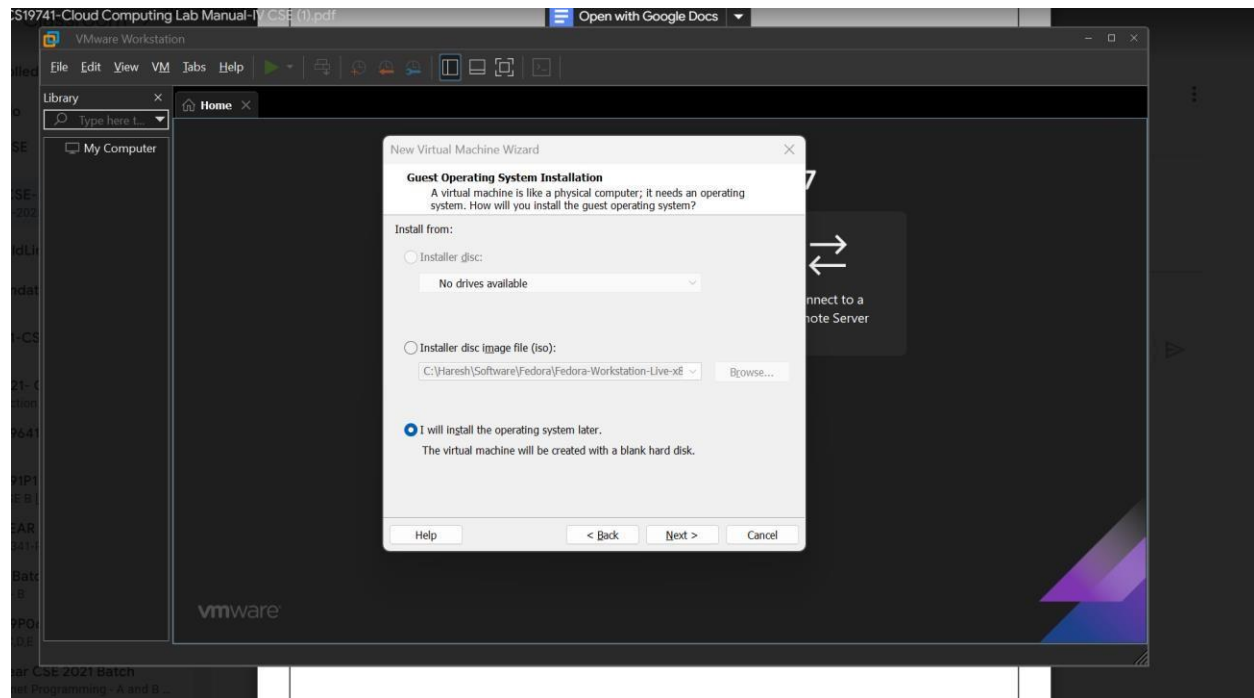 CS19741-Cloud Computing Lab Manual-IV CSE (1).pdf
Open with Google Docs
VMware Workstation
File Edit View VM Tabs Help
Library
Home
Type here t...
My Computer
New Virtual Machine Wizard
Guest Operating System Installation
A virtual machine is like a physical computer; it needs an operating
system. How will you install the guest operating system?
Install from:
Installer disc:
No drives available
nnect to a
Server
Installer disc image file (iso):
C:\Haresh\Software\Fedora\Fedora-Workstation-Live-x8
Browse...
I will install the operating system later.
The virtual machine will be created with a blank hard disk.
Help
< Back
Next >
Cancel
vmware
CSE 2021 Batch
Programming - A and B ...